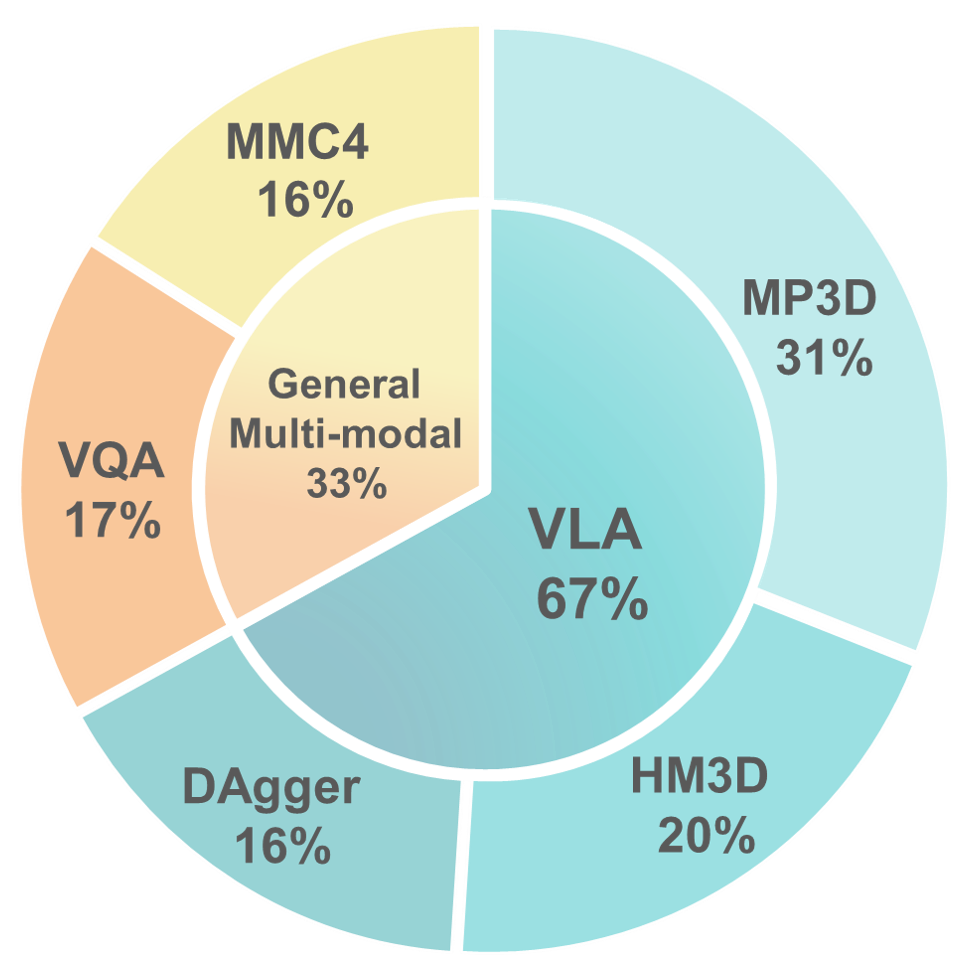 MMC4
16%
MP3D
31%
General
Multi-modal
33%
VQA
17%
VLA
67%
DAgger
16%
HM3D
20%